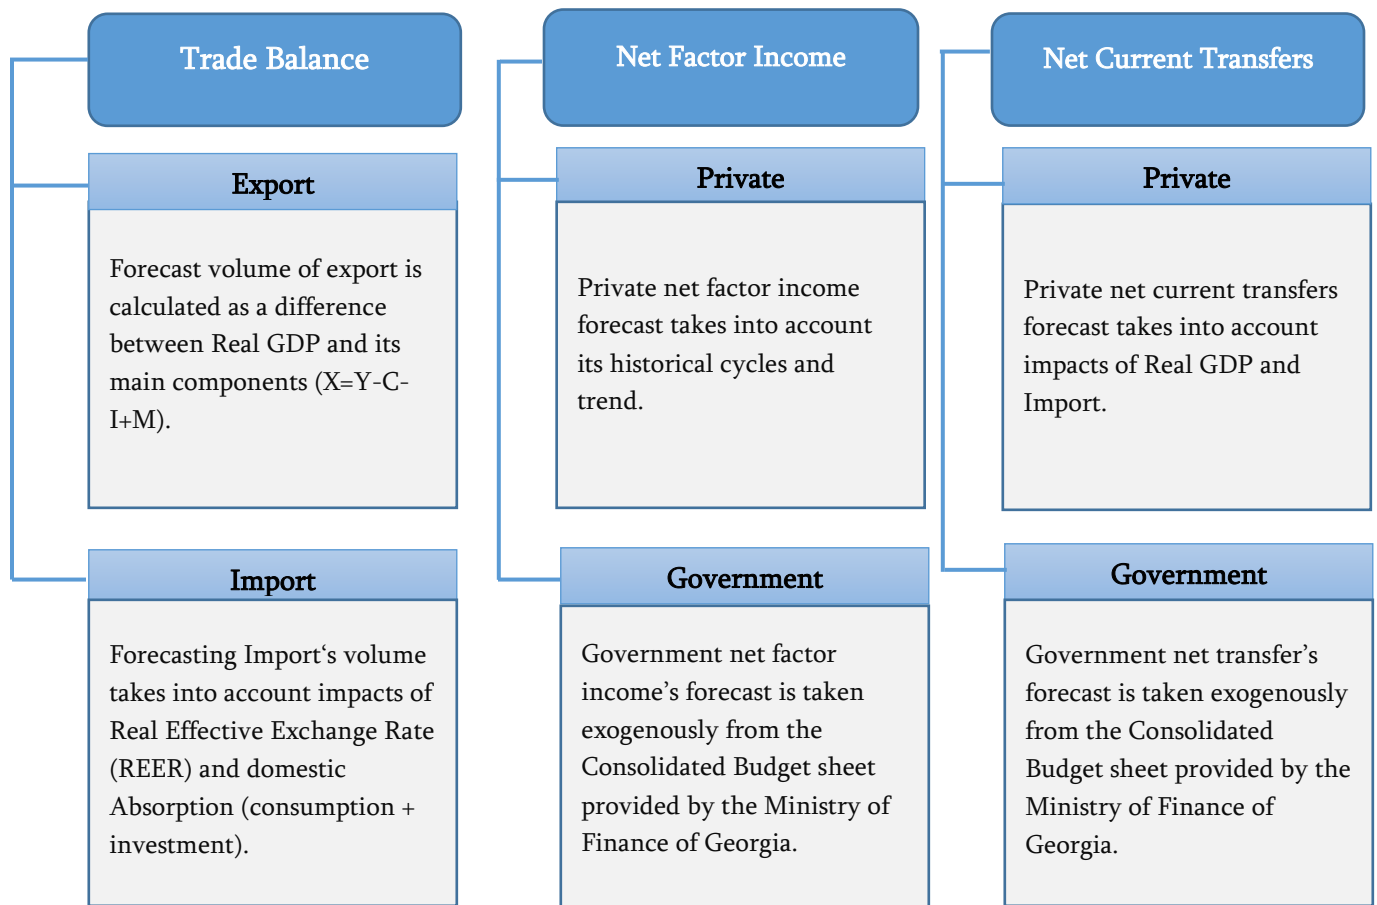 Trade Balance
Export
Forecast volume of export is
calculated as a difference
between Real GDP and its
main components (X=Y-C-
I+M).
Import
Forecasting Import‘s volume
takes into account impacts of
Real Effective Exchange Rate
(REER) and domestic
Absorption (consumption +
investment).
Net Factor Income
Private
Private net factor income
forecast takes into account
its historical cycles and
trend.
Government
Government net factor
income’s forecast is taken
exogenously from the
Consolidated Budget sheet
provided by the Ministry of
Finance of Georgia.
Net Current Transfers
Private
Private net current transfers
forecast takes into account
impacts of Real GDP and
Import.
Government
Government net transfer’s
forecast is taken exogenously
from the Consolidated
Budget sheet provided by the
Ministry of Finance of
Georgia.